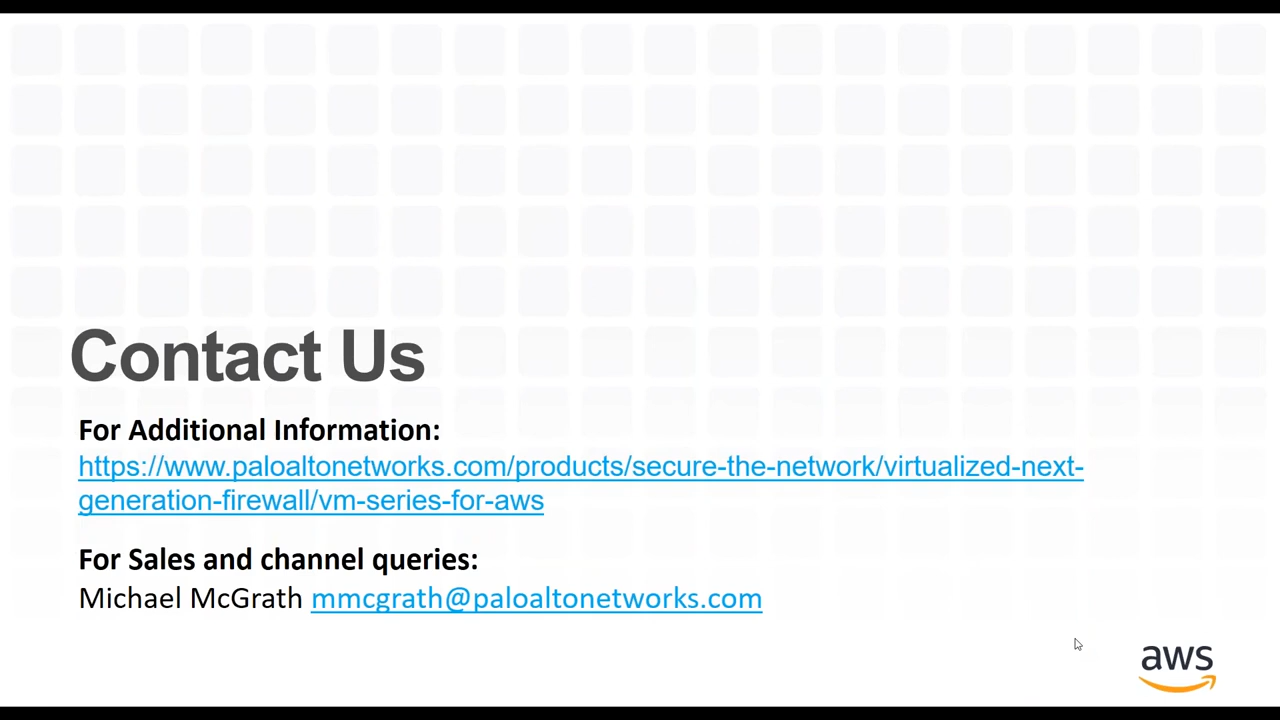 Contact Us
For Additional Information:
https://www.paloaltonetworks.com/products/secure-the-network/virtualized-next-
generation-firewall/vm-series-for-aws
For Sales and channel queries:
Michael McGrath mmcgrath@paloaltonetworks.com
aws